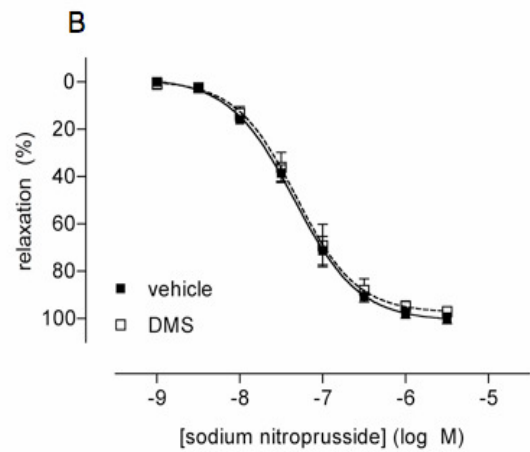 B
0
20
40
60
80
100
relaxation (%)
vehicle
DMS
-9 -8 -7 -6 -5
[sodium nitroprusside] (log M)